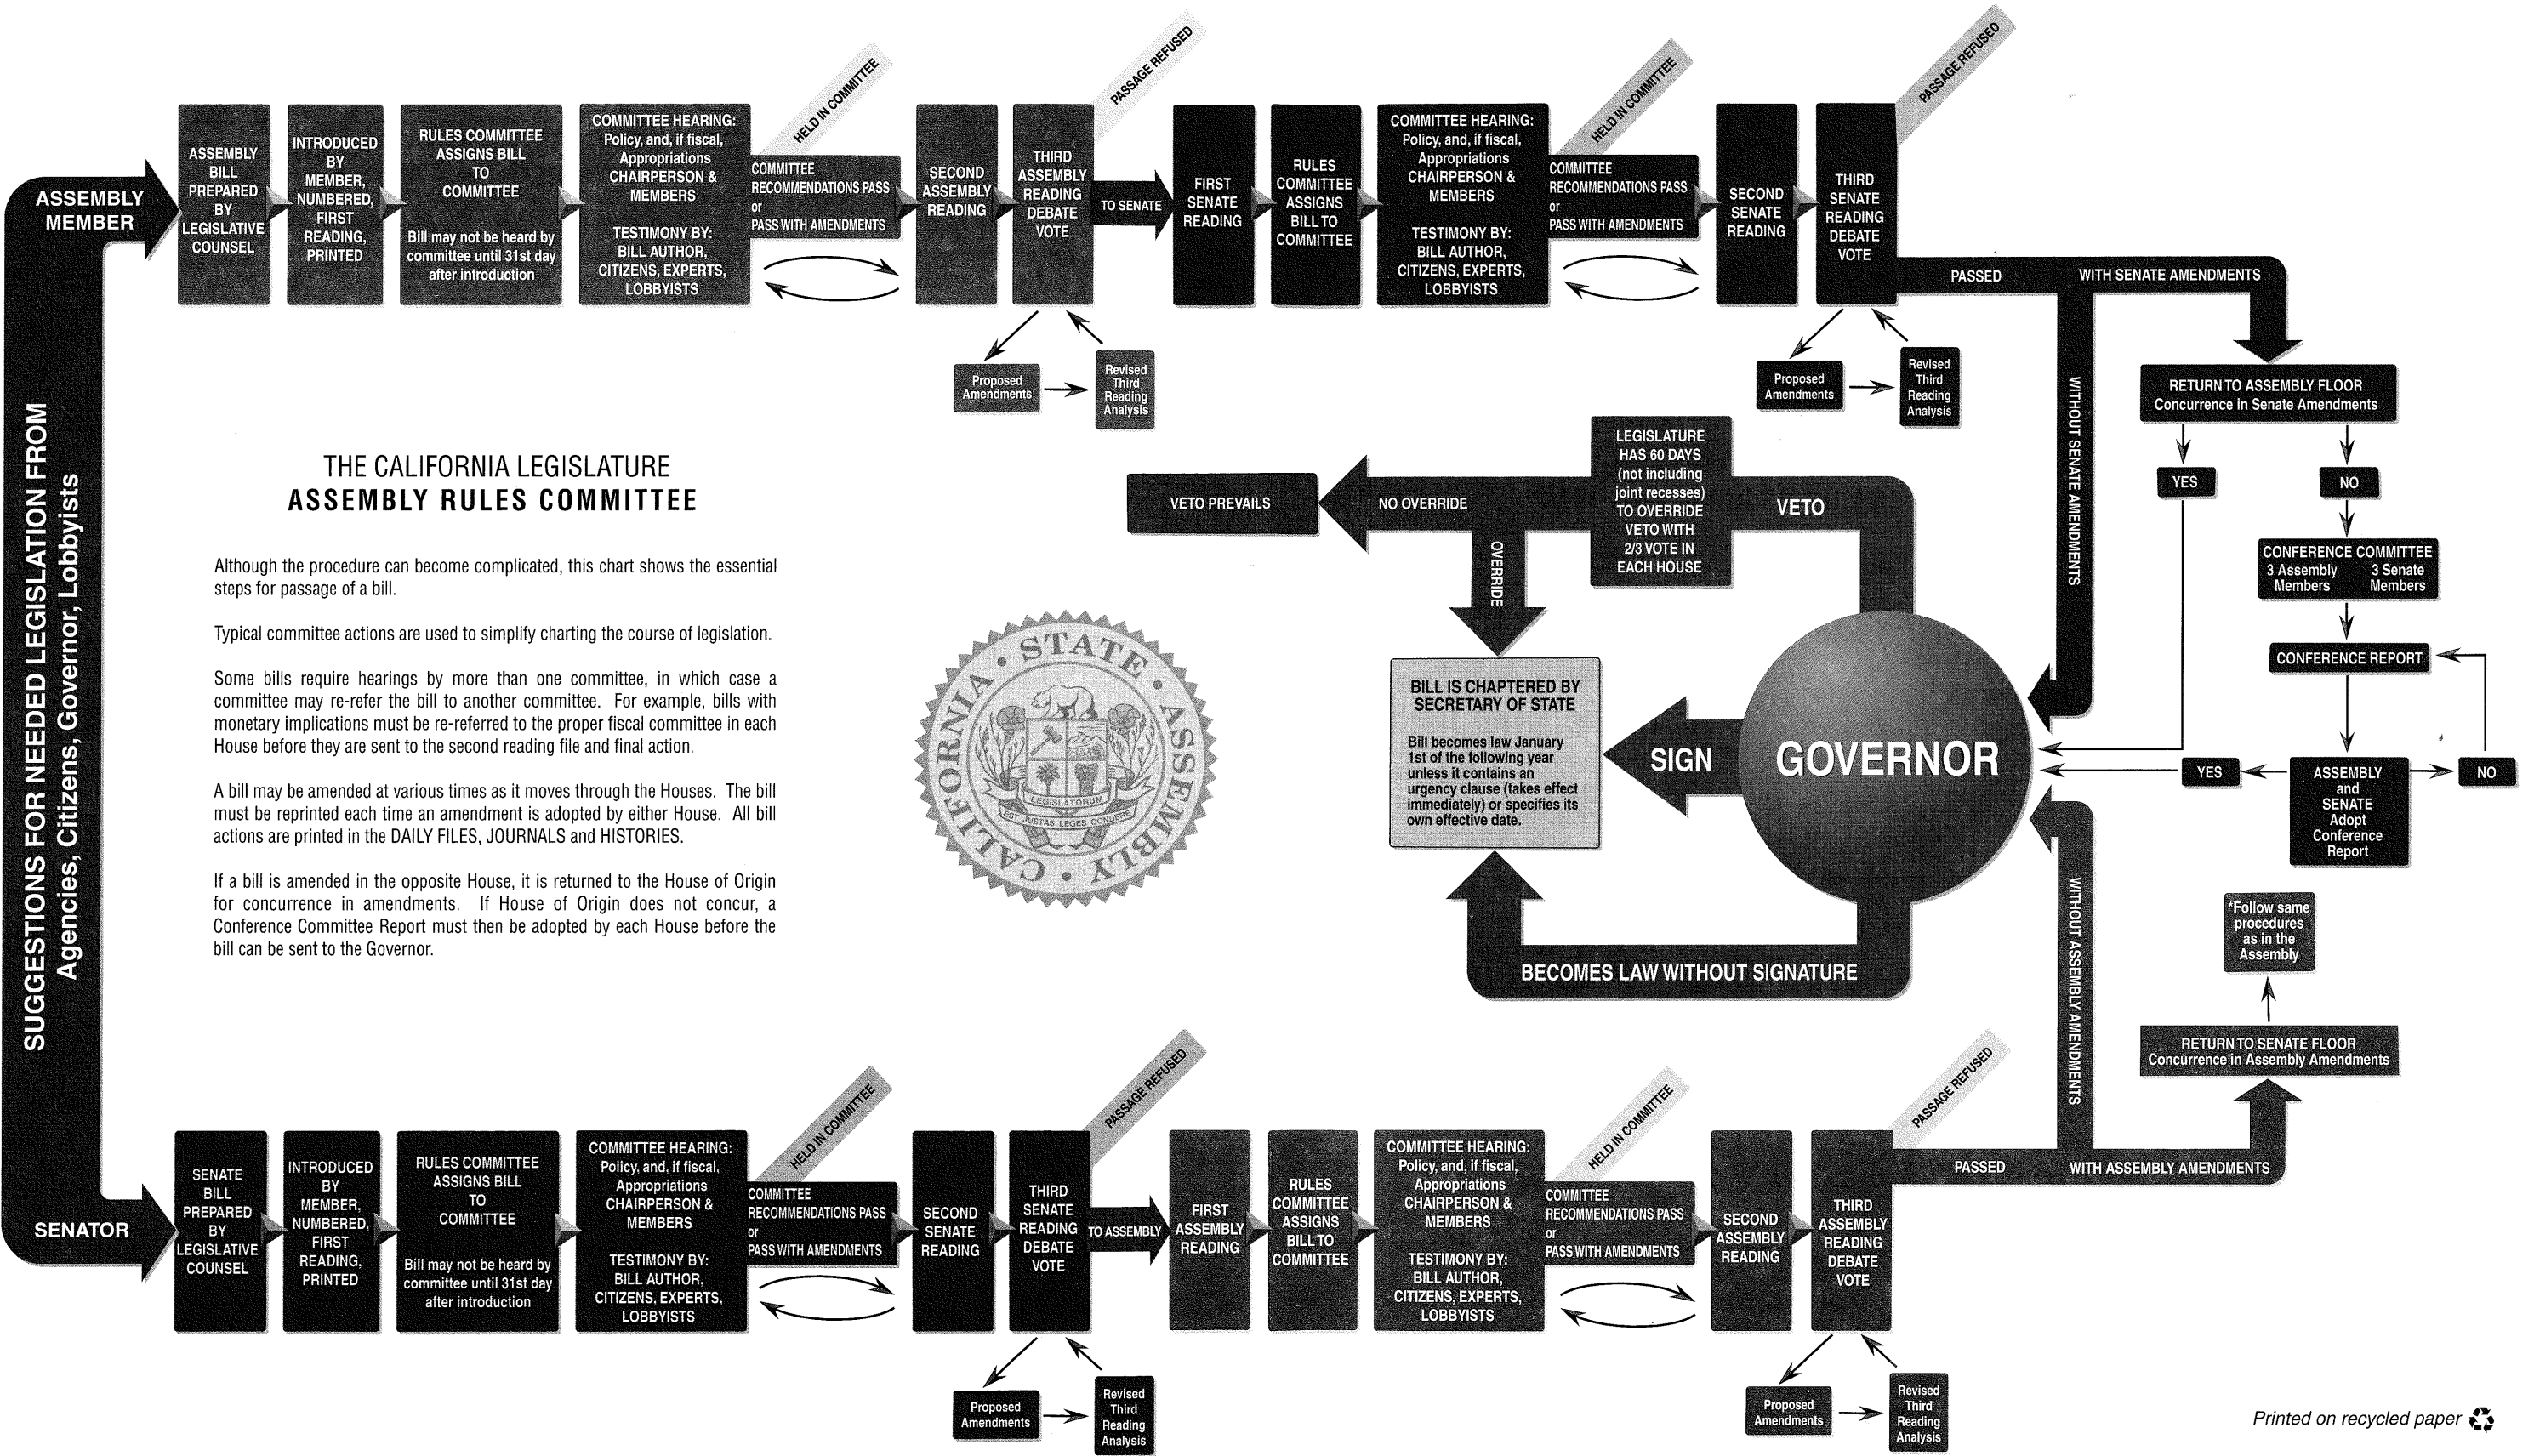 SUGGESTIONS FOR NEEDED LEGISLATION FROM
Agencies, Citizens, Governor, Lobbyists
ASSEMBLY
MEMBER
ASSEMBLY
BILL
PREPARED
BY
LEGISLATIVE
COUNSEL
INTRODUCED
BY
MEMBER,
NUMBERED,
FIRST
READING,
PRINTED
RULES COMMITTEE
ASSIGNS BILL
TO
COMMITTEE
Bill may not be heard by
committee until 31st day
after introduction
COMMITTEE HEARING:
Policy, and, if fiscal,
Appropriations
CHAIRPERSON &
MEMBERS
TESTIMONY BY:
BILL AUTHOR,
CITIZENS, EXPERTS,
LOBBYISTS
HELD IN COMMITTEE
COMMITTEE
RECOMMENDATIONS PASS
or
PASS WITH AMENDMENTS
SECOND
ASSEMBLY
READING
THIRD
ASSEMBLY
READING
DEBATE
VOTE
PASSAGE REFUSED
Proposed
Amendments
Revised
Third
Reading
Analysis
TO SENATE
FIRST
SENATE
READING
RULES
COMMITTEE
ASSIGNS
BILL TO
COMMITTEE
COMMITTEE HEARING:
Policy, and, if fiscal,
Appropriations
CHAIRPERSON &
MEMBERS
TESTIMONY BY:
BILL AUTHOR,
CITIZENS, EXPERTS,
LOBBYISTS
HELD IN COMMITTEE
COMMITTEE
RECOMMENDATIONS PASS
or
PASS WITH AMENDMENTS
SECOND
SENATE
READING
THIRD
SENATE
READING
DEBATE
VOTE
PASSAGE REFUSED
Proposed
Amendments
Revised
Third
Reading
Analysis
PASSED
WITH SENATE AMENDMENTS
WITHOUT SENATE AMENDMENTS
RETURN TO ASSEMBLY FLOOR
Concurrence in Senate Amendments
YES
NO
CONFERENCE COMMITTEE
3 Assembly 3 Senate
Members Members
CONFERENCE REPORT
ASSEMBLY
and
SENATE
Adopt
Conference
Report
YES
NO
THE CALIFORNIA LEGISLATURE
ASSEMBLY RULES COMMITTEE
Although the procedure can become complicated, this chart shows the essential
steps for passage of a bill.
Typical committee actions are used to simplify charting the course of legislation.
Some bills require hearings by more than one committee, in which case a
committee may re-refer the bill to another committee. For example, bills with
monetary implications must be re-referred to the proper fiscal committee in each
House before they are sent to the second reading file and final action.
A bill may be amended at various times as it moves through the Houses. The bill
must be reprinted each time an amendment is adopted by either House. All bill
actions are printed in the DAILY FILES, JOURNALS and HISTORIES.
If a bill is amended in the opposite House, it is returned to the House of Origin
for concurrence in amendments. If House of Origin does not concur, a
Conference Committee Report must then be adopted by each House before the
bill can be sent to the Governor.
CALIFORNIA • STATE • ASSEMBLY •
LEGISLATORUM
EST JUSTAS LEGES CONDERE
VETO PREVAILS
NO OVERRIDE
OVERRIDE
LEGISLATURE
HAS 60 DAYS
(not including
joint recesses)
TO OVERRIDE
VETO WITH
2/3 VOTE IN
EACH HOUSE
VETO
GOVERNOR
SIGN
BILL IS CHAPTERED BY
SECRETARY OF STATE
Bill becomes law January
1st of the following year
unless it contains an
urgency clause (takes effect
immediately) or specifies its
own effective date.
BECOMES LAW WITHOUT SIGNATURE
*Follow same
procedures
as in the
Assembly
RETURN TO SENATE FLOOR
Concurrence in Assembly Amendments
WITHOUT ASSEMBLY AMENDMENTS
SENATOR
SENATE
BILL
PREPARED
BY
LEGISLATIVE
COUNSEL
INTRODUCED
BY
MEMBER,
NUMBERED,
FIRST
READING,
PRINTED
RULES COMMITTEE
ASSIGNS BILL
TO
COMMITTEE
Bill may not be heard by
committee until 31st day
after introduction
COMMITTEE HEARING:
Policy, and, if fiscal,
Appropriations
CHAIRPERSON &
MEMBERS
TESTIMONY BY:
BILL AUTHOR,
CITIZENS, EXPERTS,
LOBBYISTS
HELD IN COMMITTEE
COMMITTEE
RECOMMENDATIONS PASS
or
PASS WITH AMENDMENTS
SECOND
SENATE
READING
THIRD
SENATE
READING
DEBATE
VOTE
PASSAGE REFUSED
Proposed
Amendments
Revised
Third
Reading
Analysis
TO ASSEMBLY
FIRST
ASSEMBLY
READING
RULES
COMMITTEE
ASSIGNS
BILL TO
COMMITTEE
COMMITTEE HEARING:
Policy, and, if fiscal,
Appropriations
CHAIRPERSON &
MEMBERS
TESTIMONY BY:
BILL AUTHOR,
CITIZENS, EXPERTS,
LOBBYISTS
HELD IN COMMITTEE
COMMITTEE
RECOMMENDATIONS PASS
or
PASS WITH AMENDMENTS
SECOND
ASSEMBLY
READING
THIRD
ASSEMBLY
READING
DEBATE
VOTE
PASSAGE REFUSED
Proposed
Amendments
Revised
Third
Reading
Analysis
PASSED
WITH ASSEMBLY AMENDMENTS
Printed on recycled paper